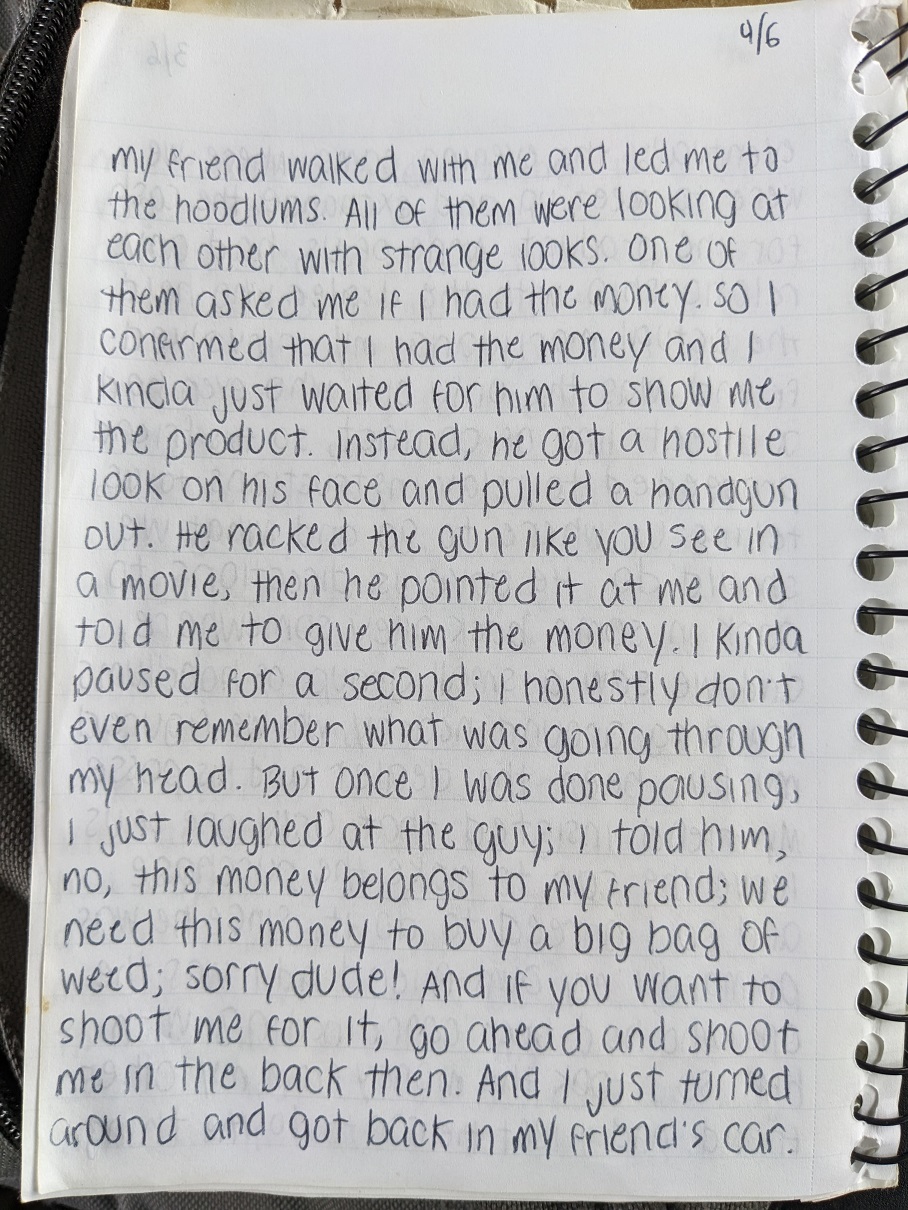 4/6
my friend walked with me and led me to
the hoodlums. All of them were looking at
each other with strange looks. One of
them asked me if I had the money. So I
confirmed that I had the money and I
kinda just waited for him to show me
the product. Instead, he got a hostile
look on his face and pulled a handgun
out. He racked the gun like you see in
a movie, then he pointed it at me and
told me to give him the money. I kinda
paused for a second; I honestly don't
even remember what was going through
my head. But once I was done pausing,
I just laughed at the guy; I told him,
no, this money belongs to my friend; we
need this money to buy a big bag of
weed; sorry dude! And if you want to
shoot me for it, go ahead and shoot
me in the back then. And I just turned
around and got back in my friend's car.